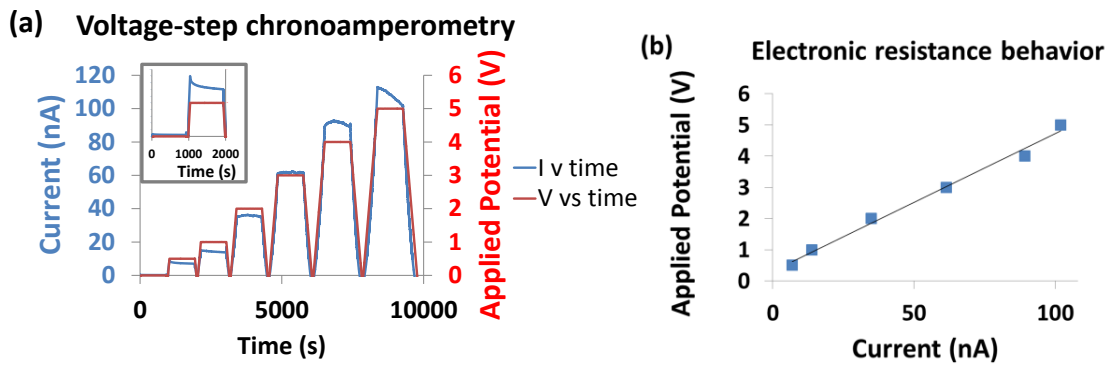 (a) Voltage-step chronoamperometry
Current (nA)
120
100
80
60
40
20
0
0 1000 2000
Time (s)
6
5
4
3
2
1
0
Applied Potential (V)
0 5000 10000
Time (s)
I v time
V vs time
(b) Electronic resistance behavior
Applied Potential (V)
6
5
4
3
2
1
0
0 50 100
Current (nA)